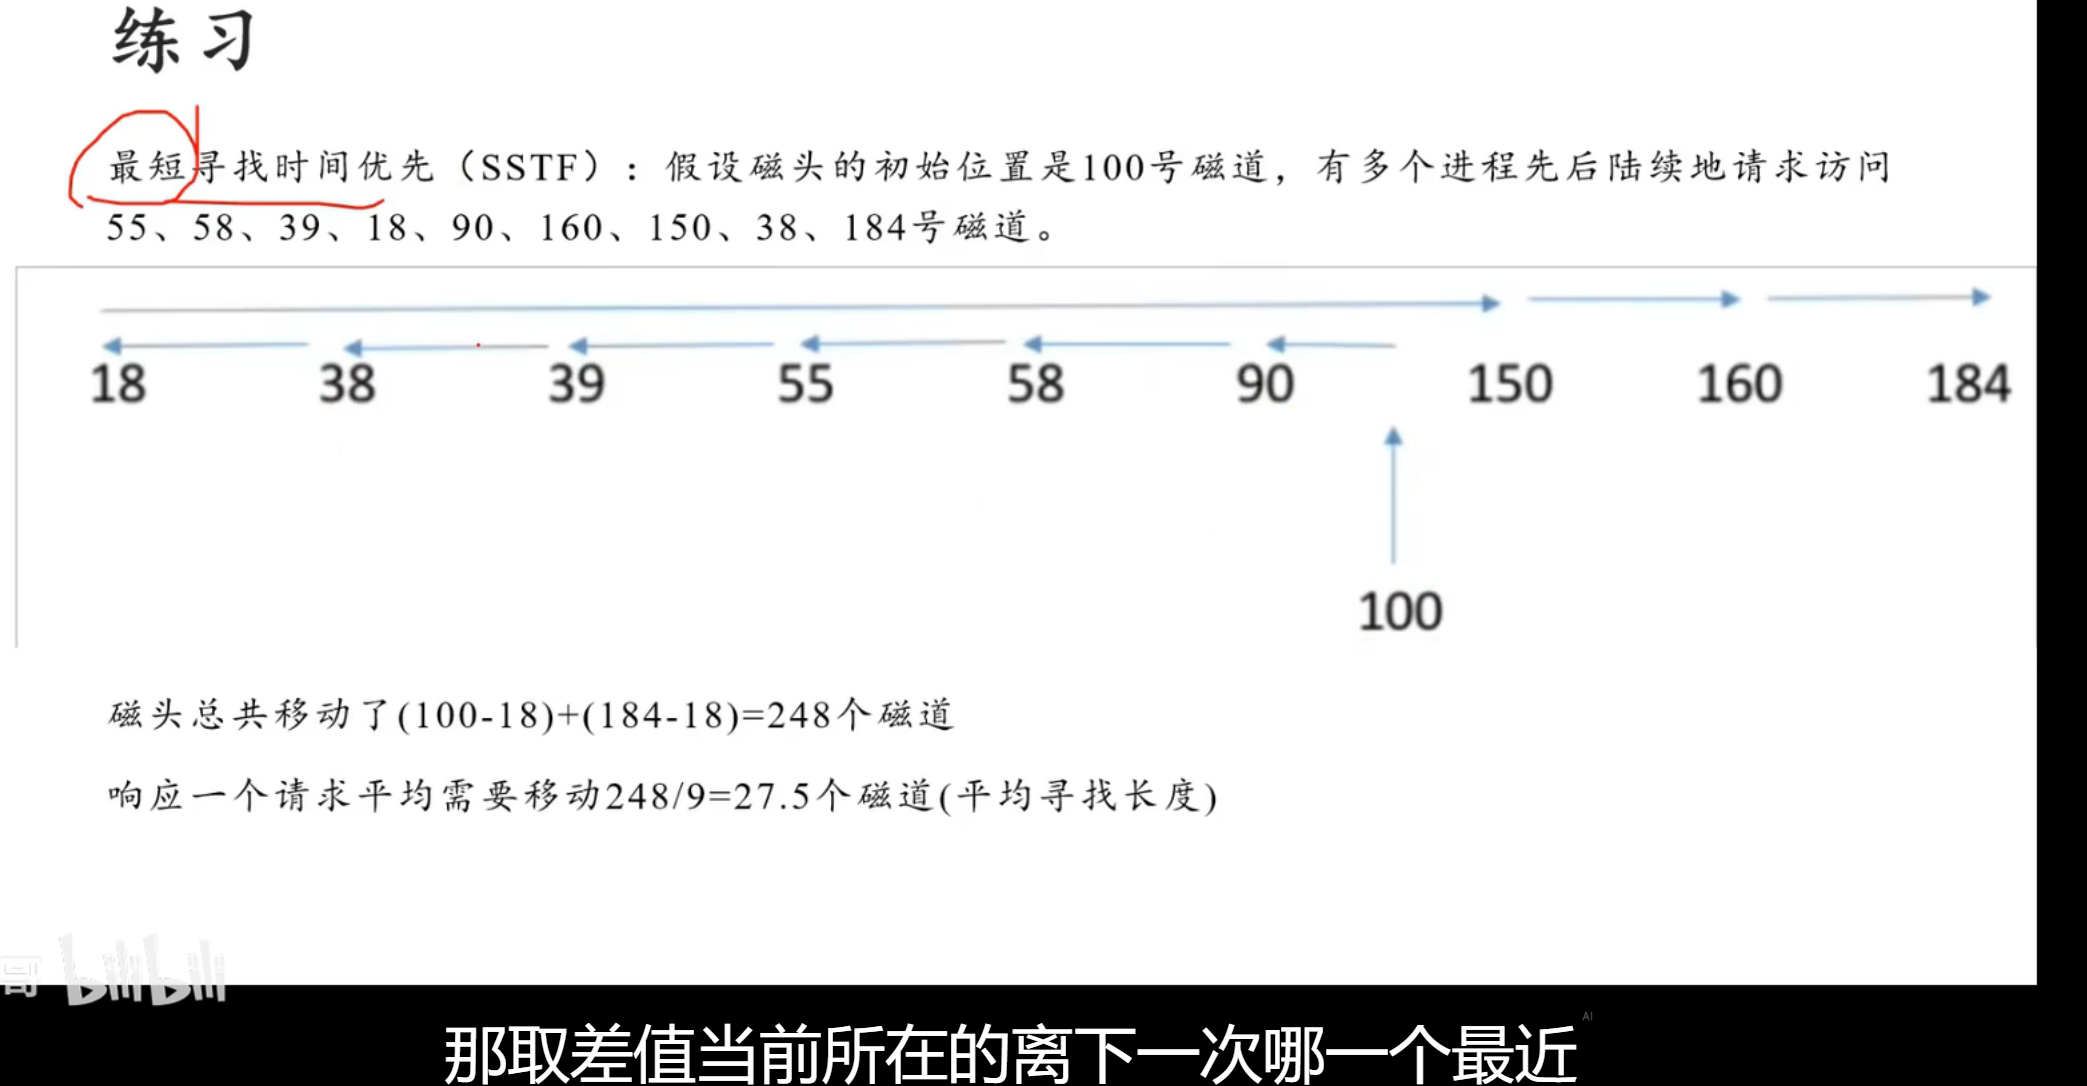 练习
最短寻找时间优先（SSTF）：假设磁头的初始位置是100号磁道，有多个进程先后陆续地请求访问
55、58、39、18、90、160、150、38、184号磁道。
18 38 39 55 58 90 150 160 184
100
磁头总共移动了(100-18)+(184-18)=248个磁道
响应一个请求平均需要移动248/9=27.5个磁道(平均寻找长度)
bilibili
那取差值当前所在的离下一次哪一个最近
AI